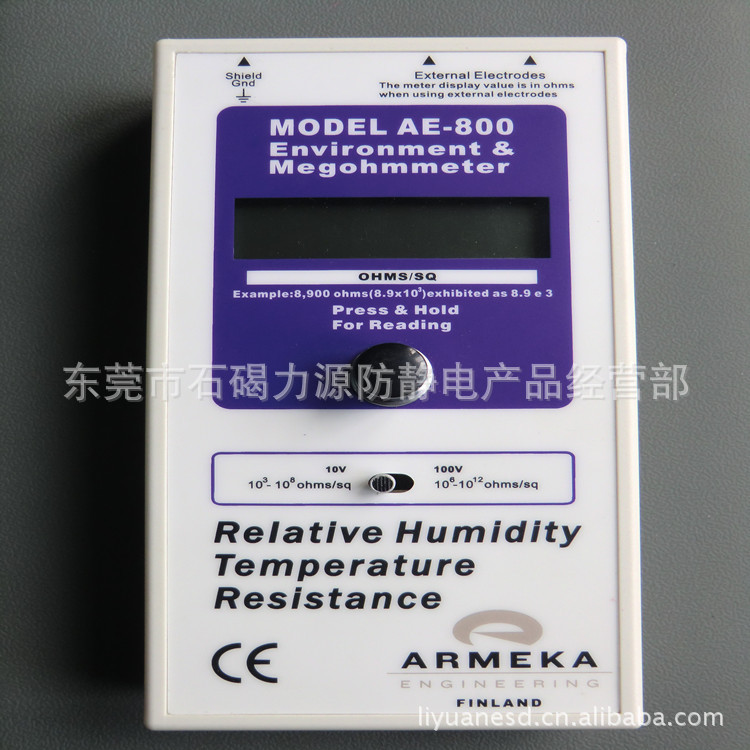 Shield
Gnd
External Electrodes
The meter display value is in ohms
when using external electrodes
MODEL AE-800
Environment &
Megohmmeter
OHMS/SQ
Example:8,900 ohms(8.9x10³)exhibited as 8.9 e 3
Press & Hold
For Reading
东莞市石碣力源防静电产品经营部
10V
100V
10³- 10⁸ohms/sq
10⁶-10¹²ohms/sq
Relative Humidity
Temperature
Resistance
CE
ARMEKA
ENGINEERING
FINLAND
liyuanesd.cn.alibaba.com